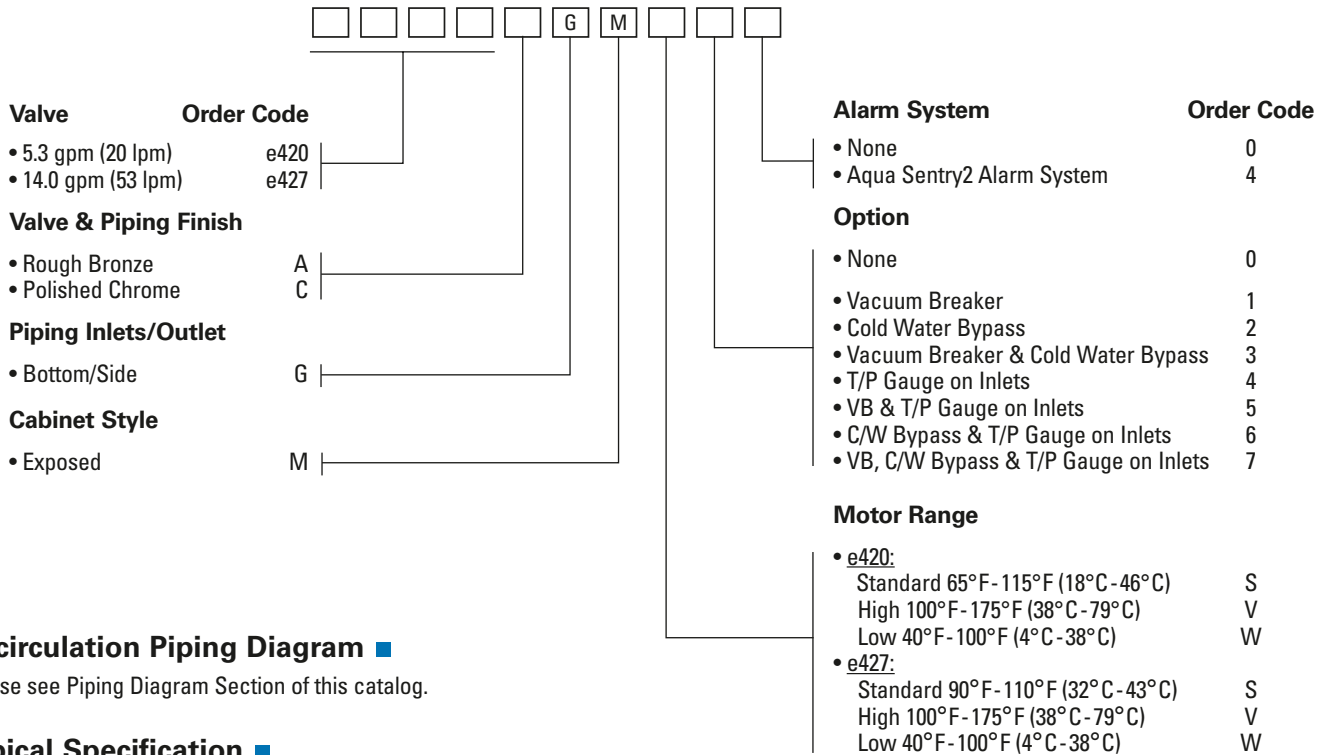 G M
Valve Order Code
• 5.3 gpm (20 lpm) e420
• 14.0 gpm (53 lpm) e427
Valve & Piping Finish
• Rough Bronze A
• Polished Chrome C
Piping Inlets/Outlet
• Bottom/Side G
Cabinet Style
• Exposed M
circulation Piping Diagram
se see Piping Diagram Section of this catalog.
pical Specification
Alarm System Order Code
• None 0
• Aqua Sentry2 Alarm System 4
Option
• None 0
• Vacuum Breaker 1
• Cold Water Bypass 2
• Vacuum Breaker & Cold Water Bypass 3
• T/P Gauge on Inlets 4
• VB & T/P Gauge on Inlets 5
• C/W Bypass & T/P Gauge on Inlets 6
• VB, C/W Bypass & T/P Gauge on Inlets 7
Motor Range
• e420:
Standard 65°F-115°F (18°C-46°C) S
High 100°F-175°F (38°C-79°C) V
Low 40°F-100°F (4°C-38°C) W
• e427:
Standard 90°F-110°F (32°C-43°C) S
High 100°F-175°F (38°C-79°C) V
Low 40°F-100°F (4°C-38°C) W